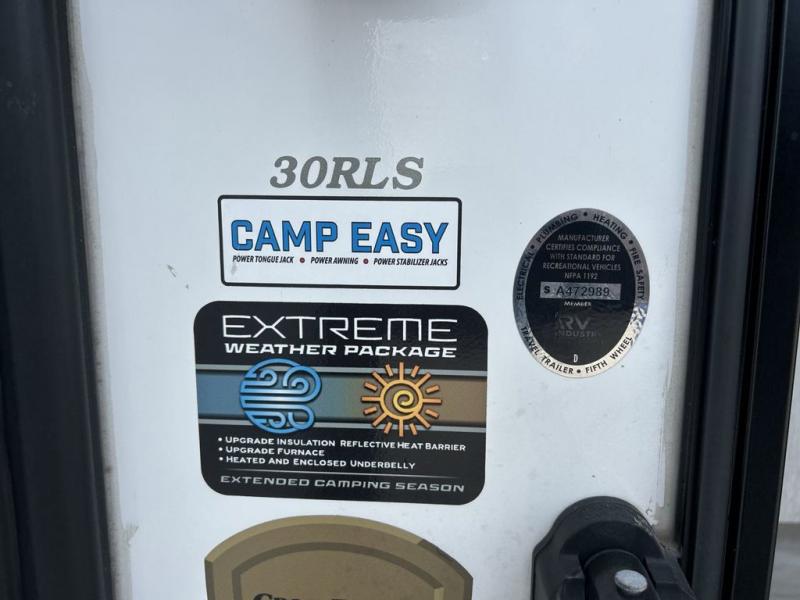 30RLS
CAMP EASY
POWER TONGUE JACK • POWER AWNING • POWER STABILIZER JACKS
EXTREME
WEATHER PACKAGE
• UPGRADE INSULATION REFLECTIVE HEAT BARRIER
• UPGRADE FURNACE
• HEATED AND ENCLOSED UNDERBELLY
EXTENDED CAMPING SEASON
ELECTRICAL • PLUMBING • HEATING • FIRE SAFETY
MANUFACTURER
CERTIFIES COMPLIANCE
WITH STANDARD FOR
RECREATIONAL VEHICLES
NFPA 1192
S A472989
MEMBER
RV
INDUSTRY
D
TRAVEL TRAILER • FIFTH WHEEL